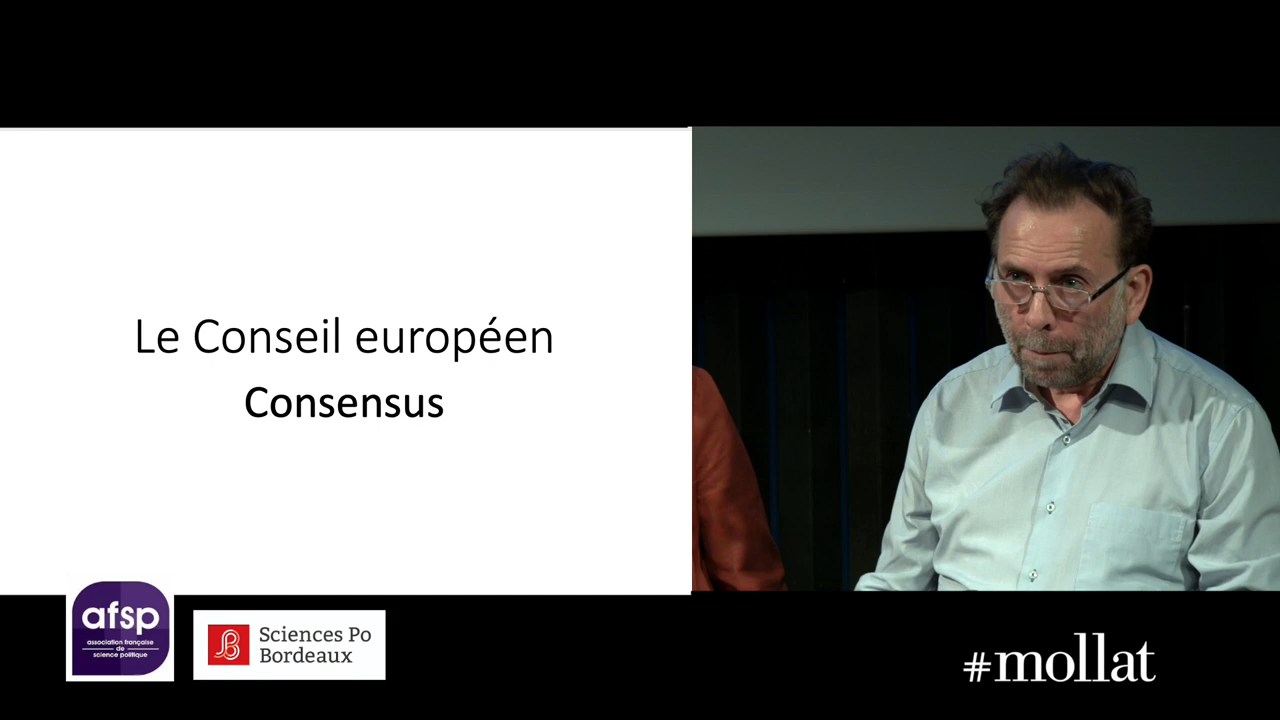 Le Conseil européen
Consensus
afsp
association française
de
science politique
Sciences Po
Bordeaux
#mollat